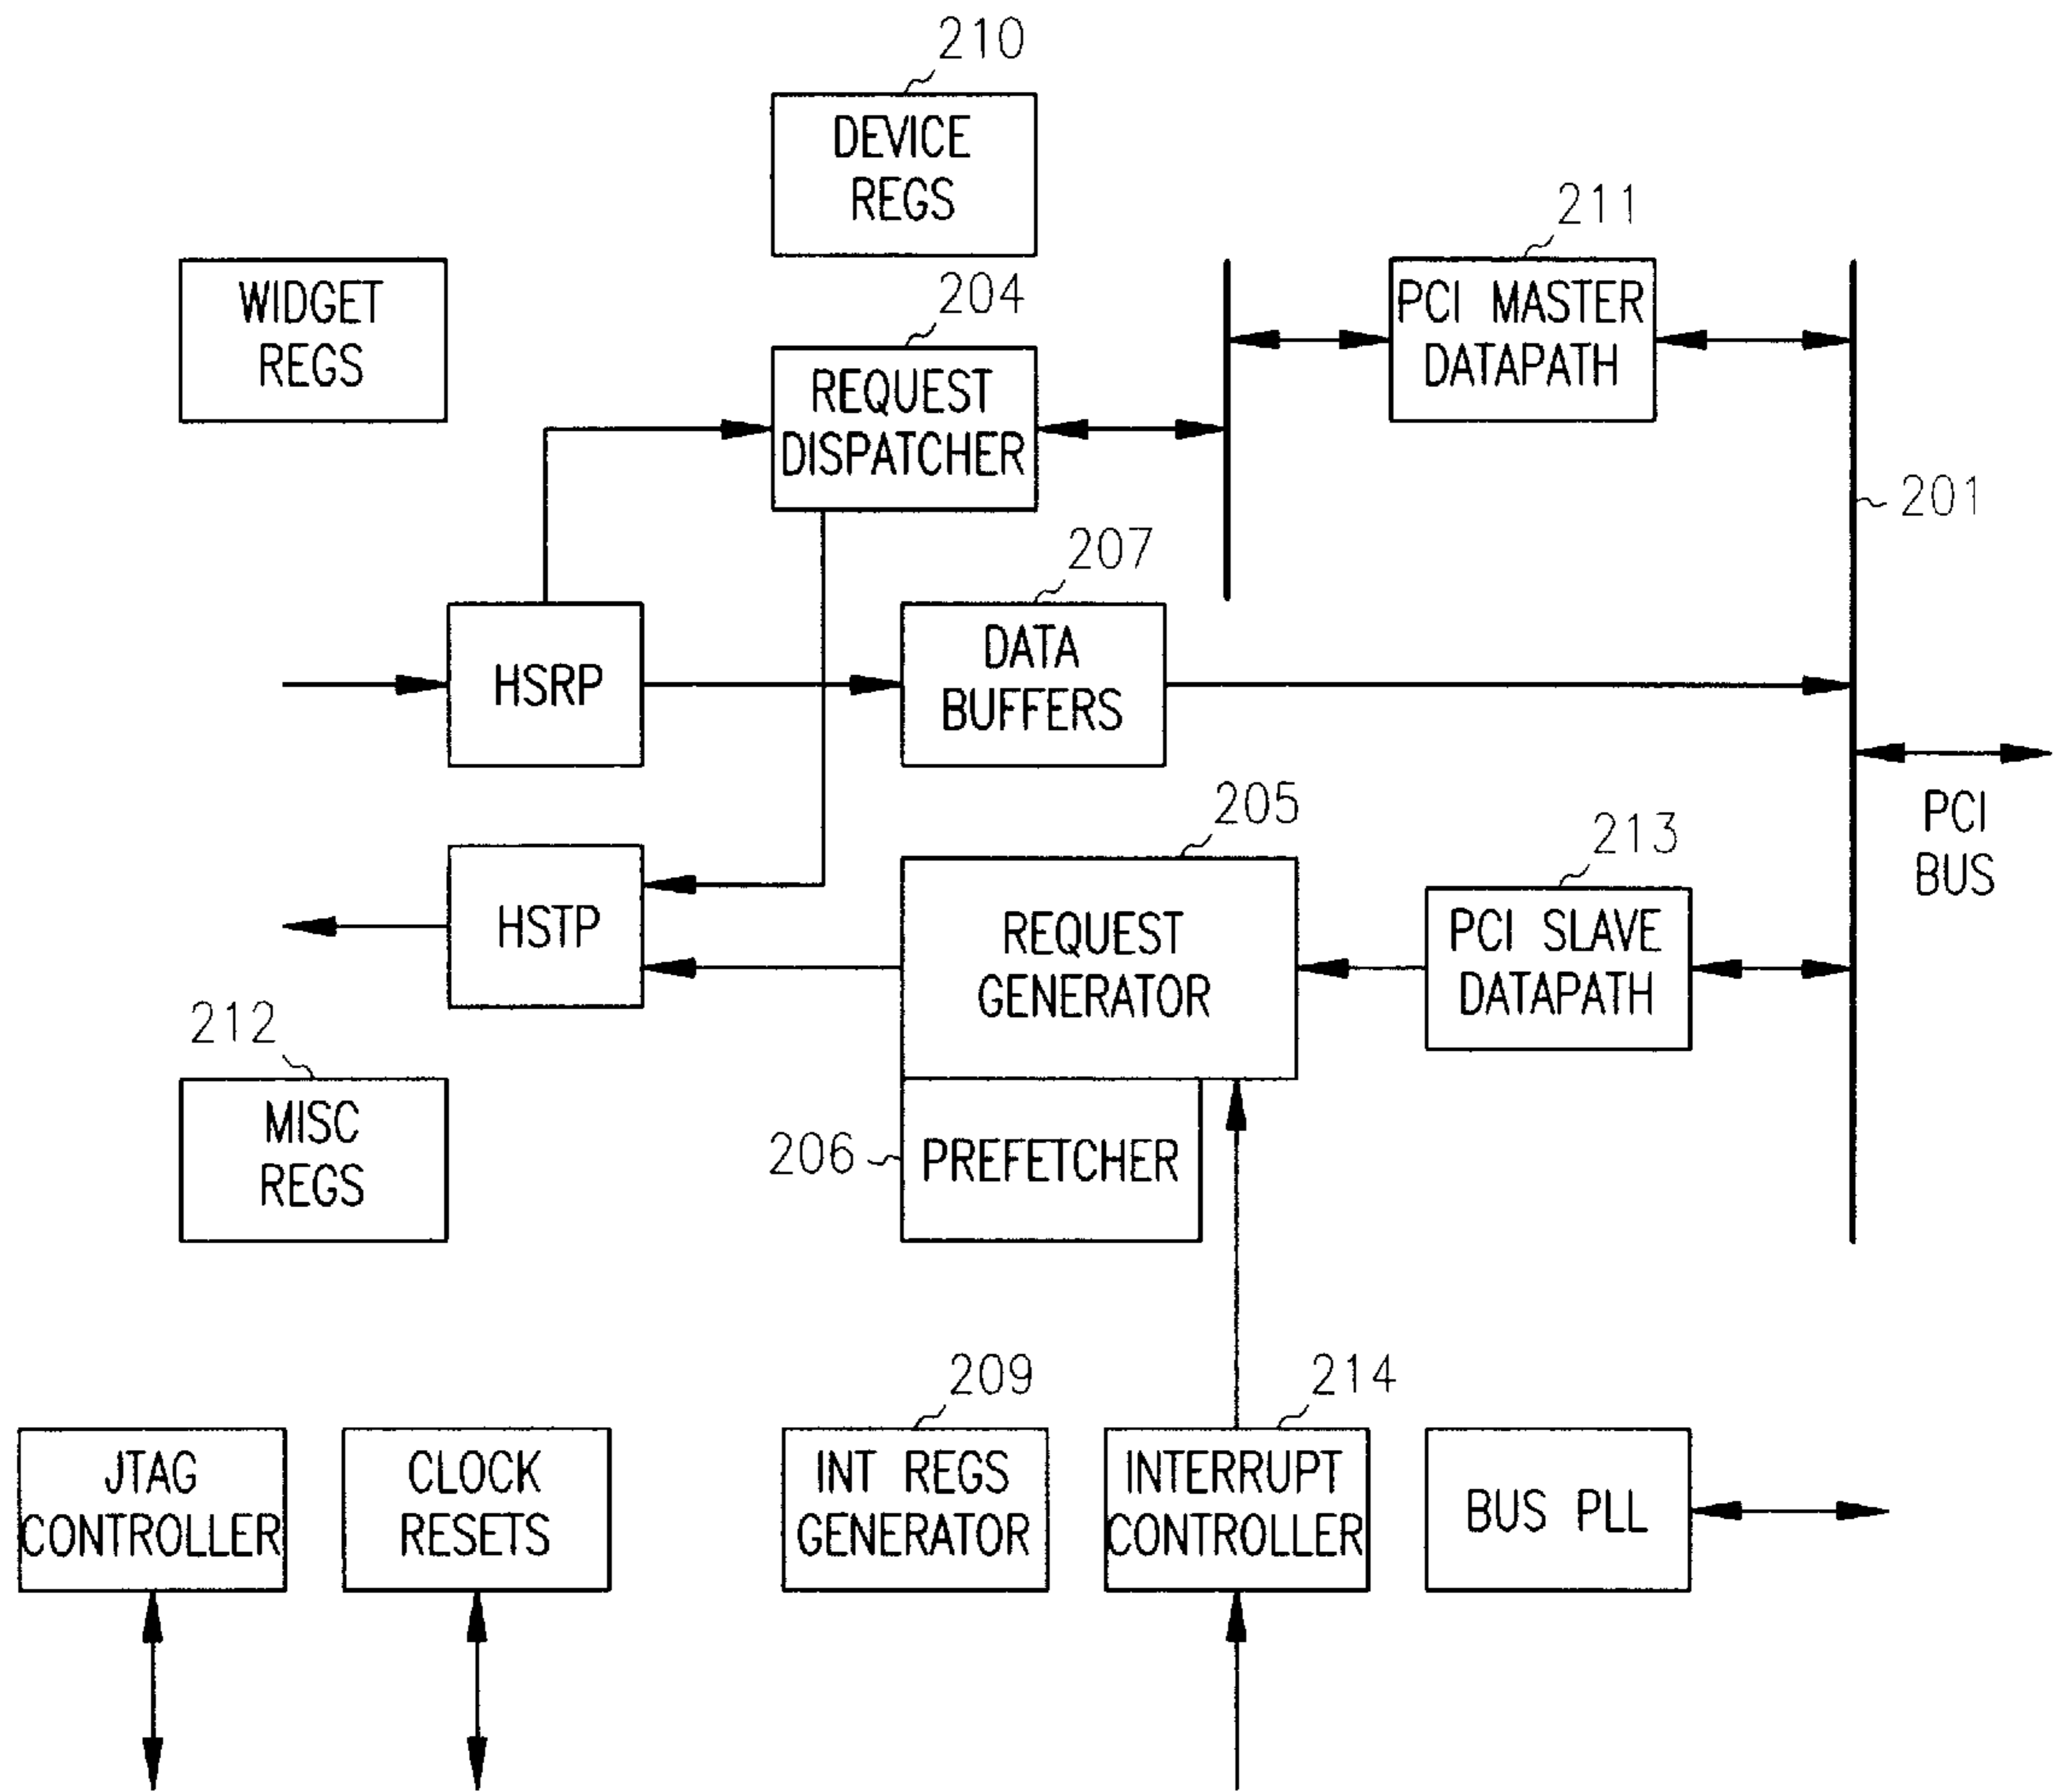 210
DEVICE
REGS
211
WIDGET
REGS
204
PCI MASTER
DATAPATH
REQUEST
DISPATCHER
201
207
HSRP
DATA
BUFFERS
205
PCI
BUS
213
HSTP
REQUEST
GENERATOR
PCI SLAVE
DATAPATH
212
MISC
REGS
206
PREFETCHER
209
214
JTAG
CONTROLLER
CLOCK
RESETS
INT REGS
GENERATOR
INTERRUPT
CONTROLLER
BUS PLL